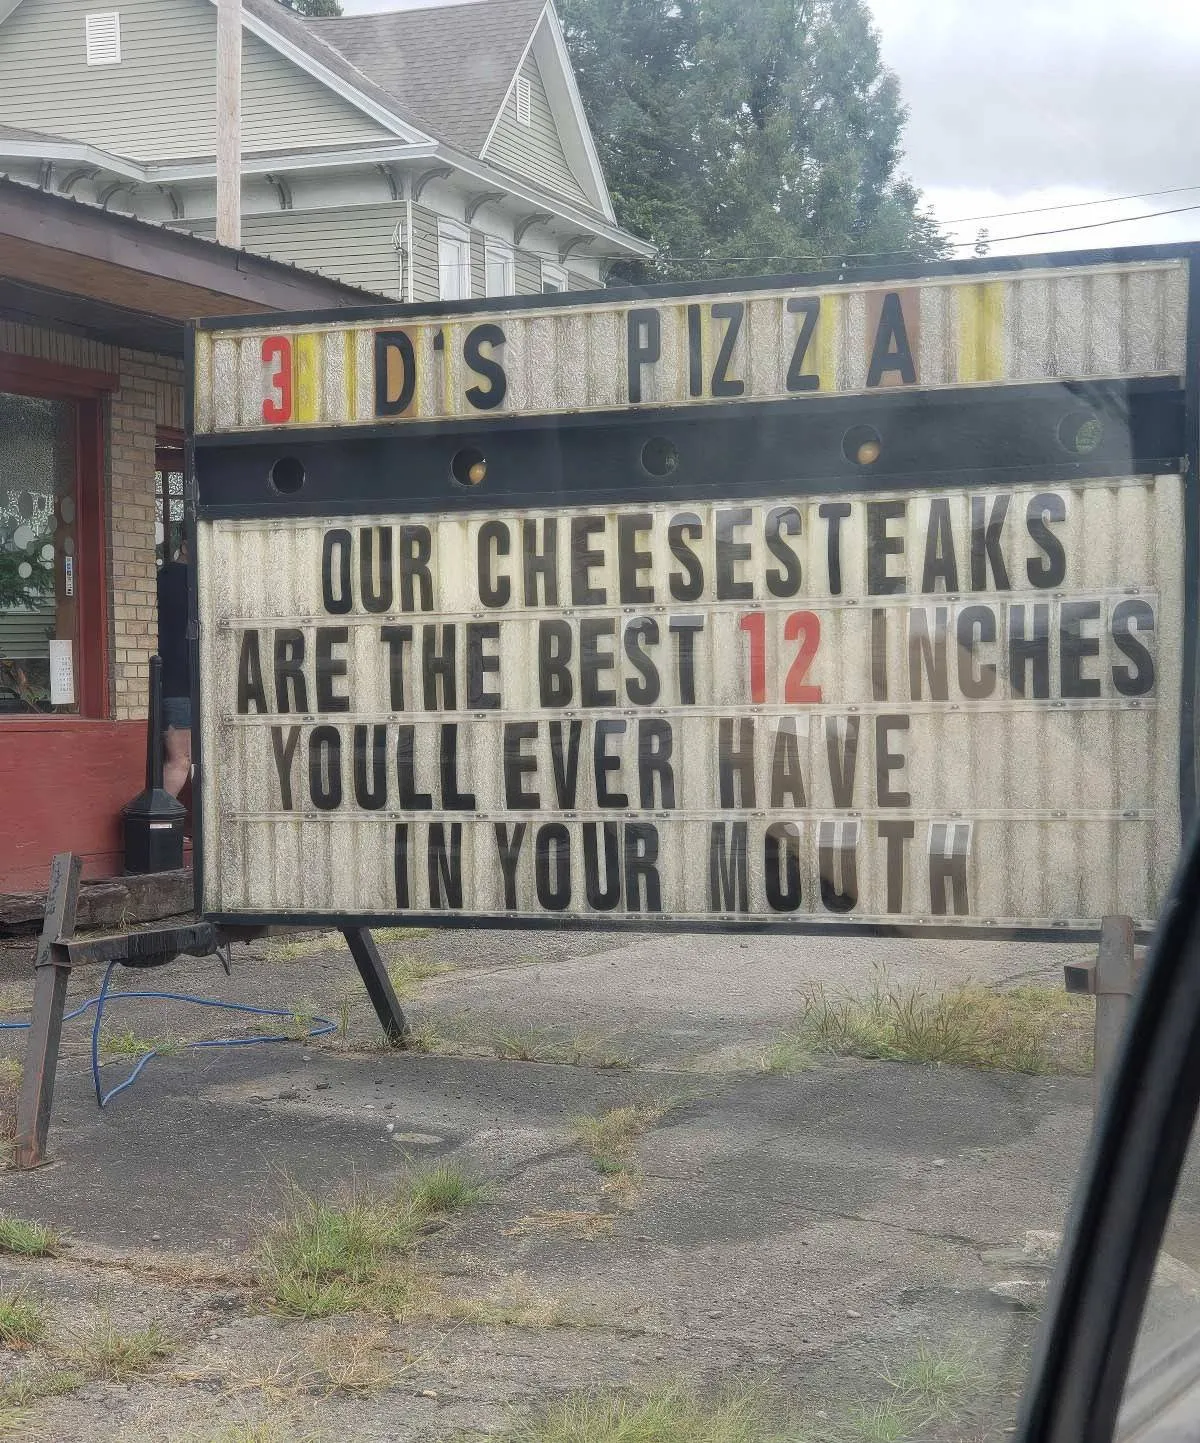 3 D'S PIZZA
OUR CHEESESTEAKS
ARE THE BEST 12 INCHES
YOULL EVER HAVE
IN YOUR MOUTH